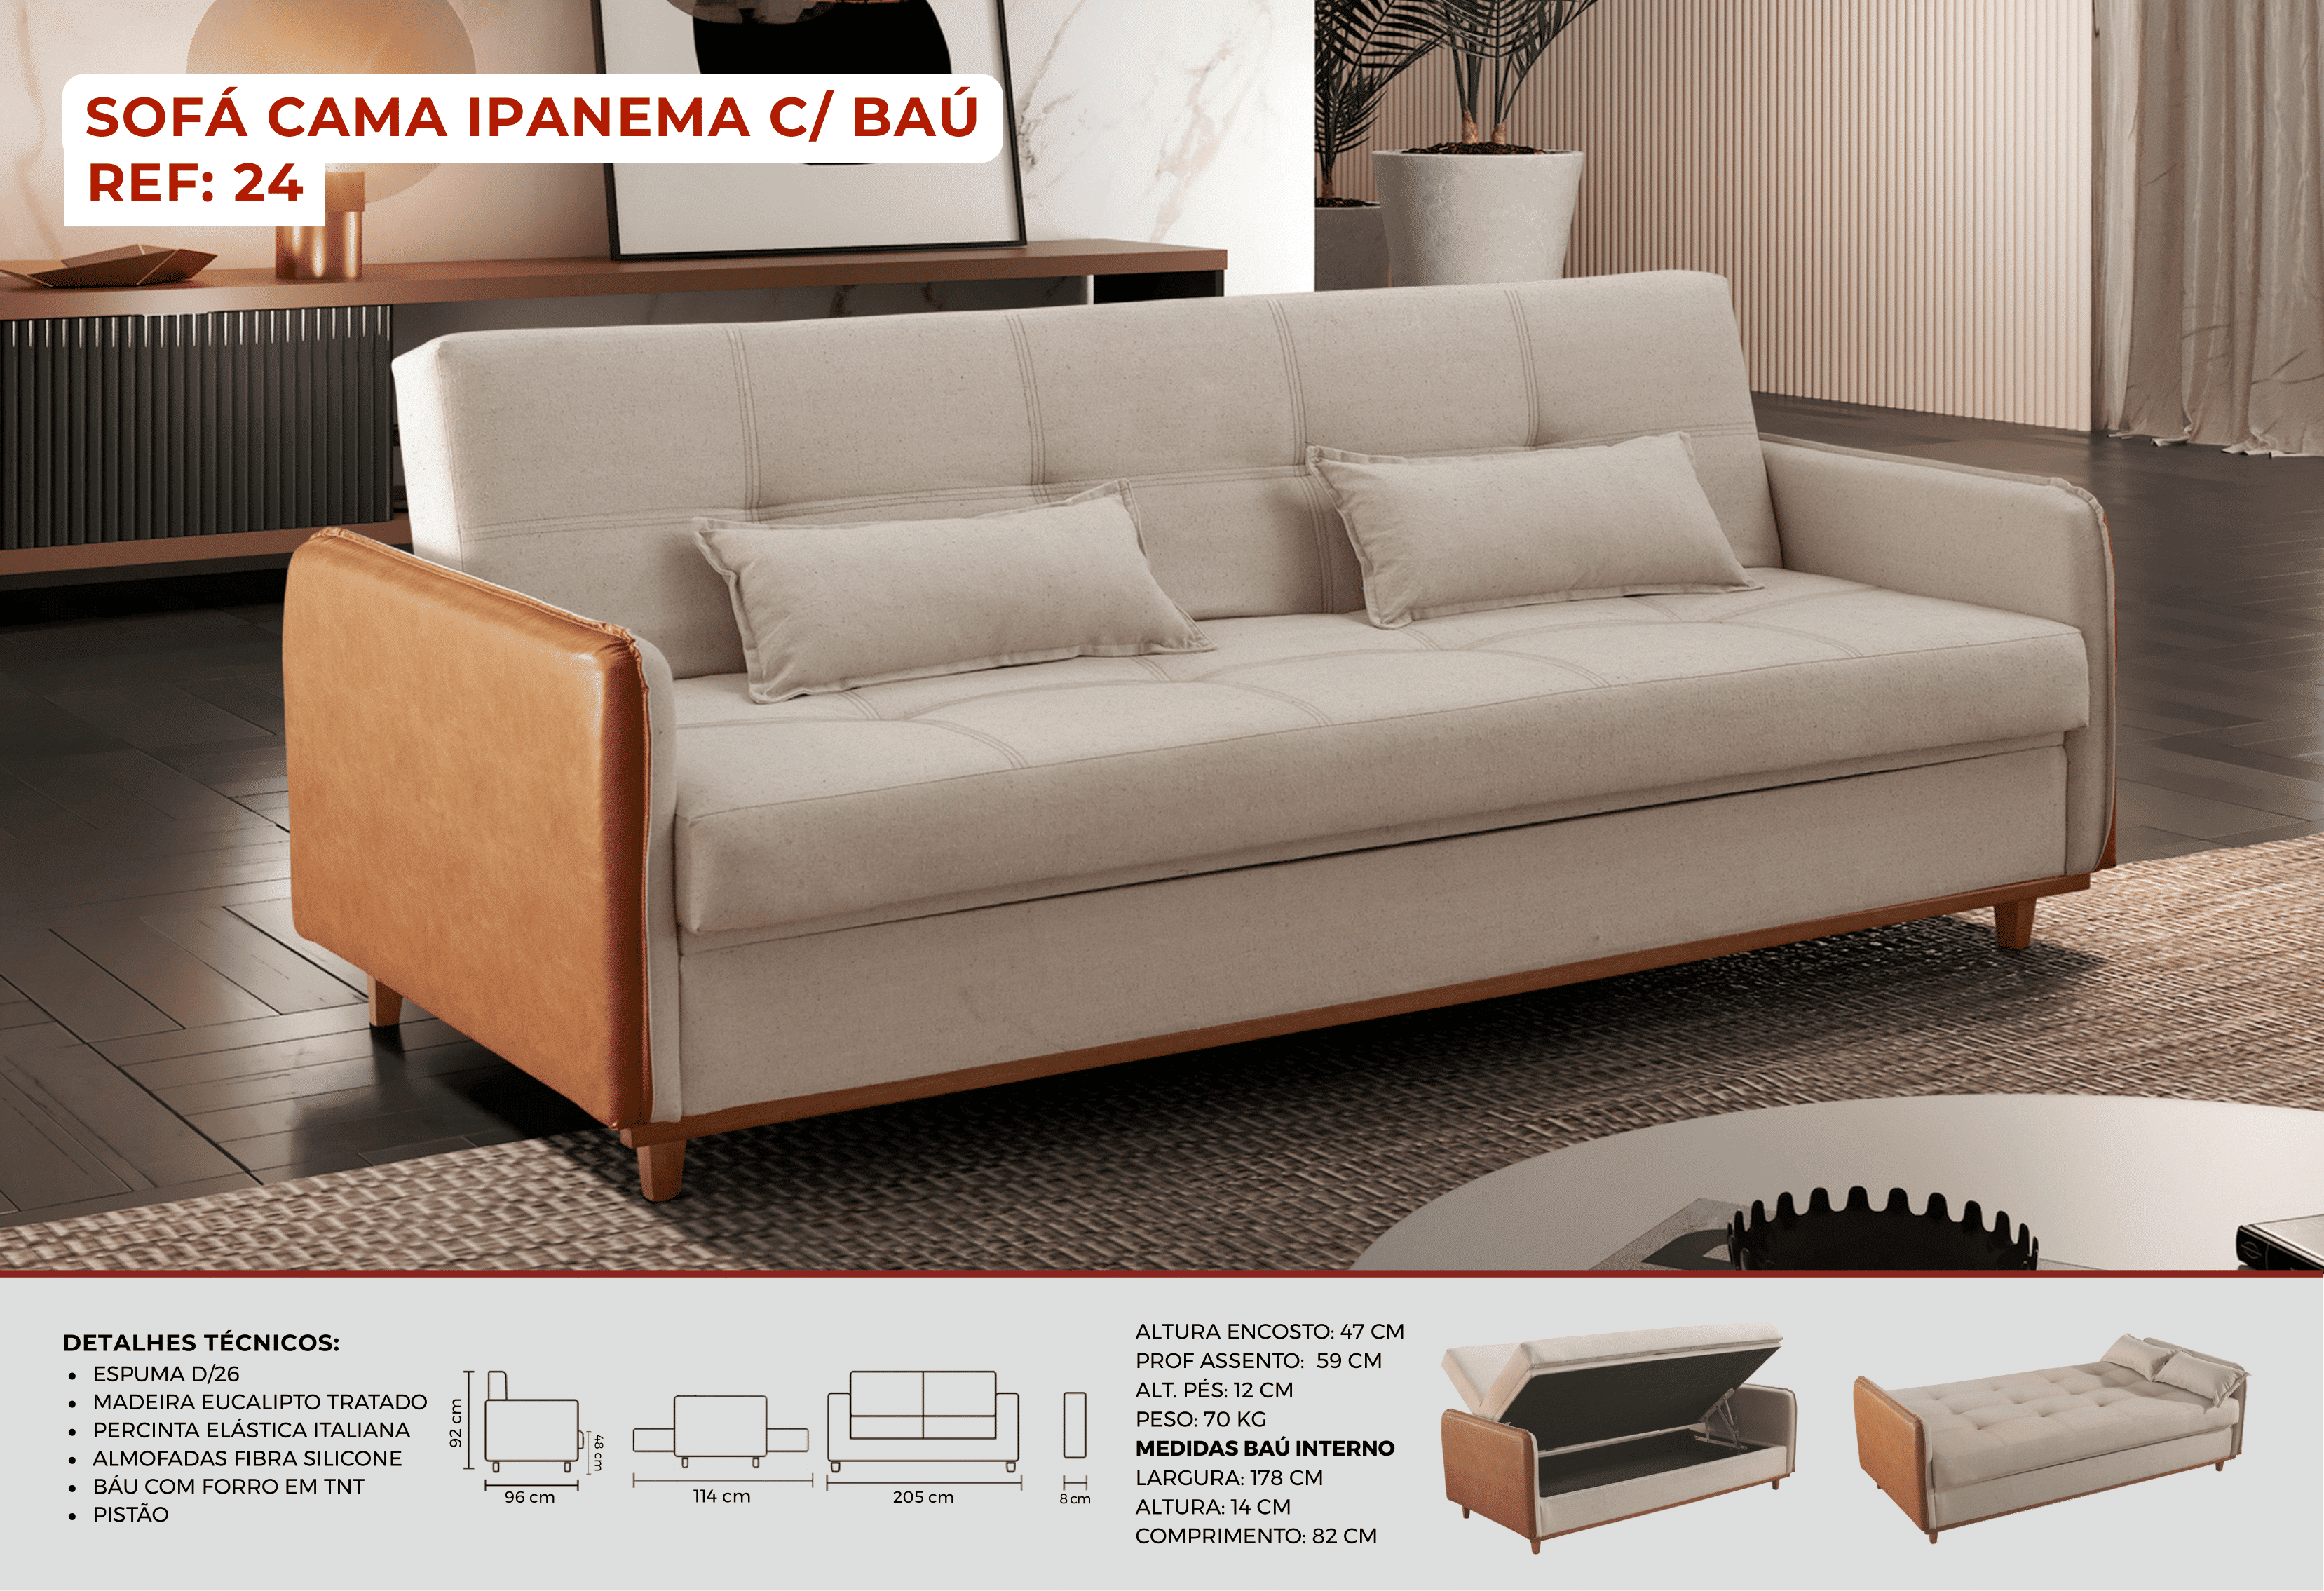 SOFÁ CAMA IPANEMA C/ BAÚ
REF: 24
DETALHES TÉCNICOS:
• ESPUMA D/26
• MADEIRA EUCALIPTO TRATADO
• PERCINTA ELÁSTICA ITALIANA
• ALMOFADAS FIBRA SILICONE
• BÁU COM FORRO EM TNT
• PISTÃO
92 cm
48 cm
96 cm
114 cm
205 cm
8 cm
ALTURA ENCOSTO: 47 CM
PROF ASSENTO: 59 CM
ALT. PÉS: 12 CM
PESO: 70 KG
MEDIDAS BAÚ INTERNO
LARGURA: 178 CM
ALTURA: 14 CM
COMPRIMENTO: 82 CM